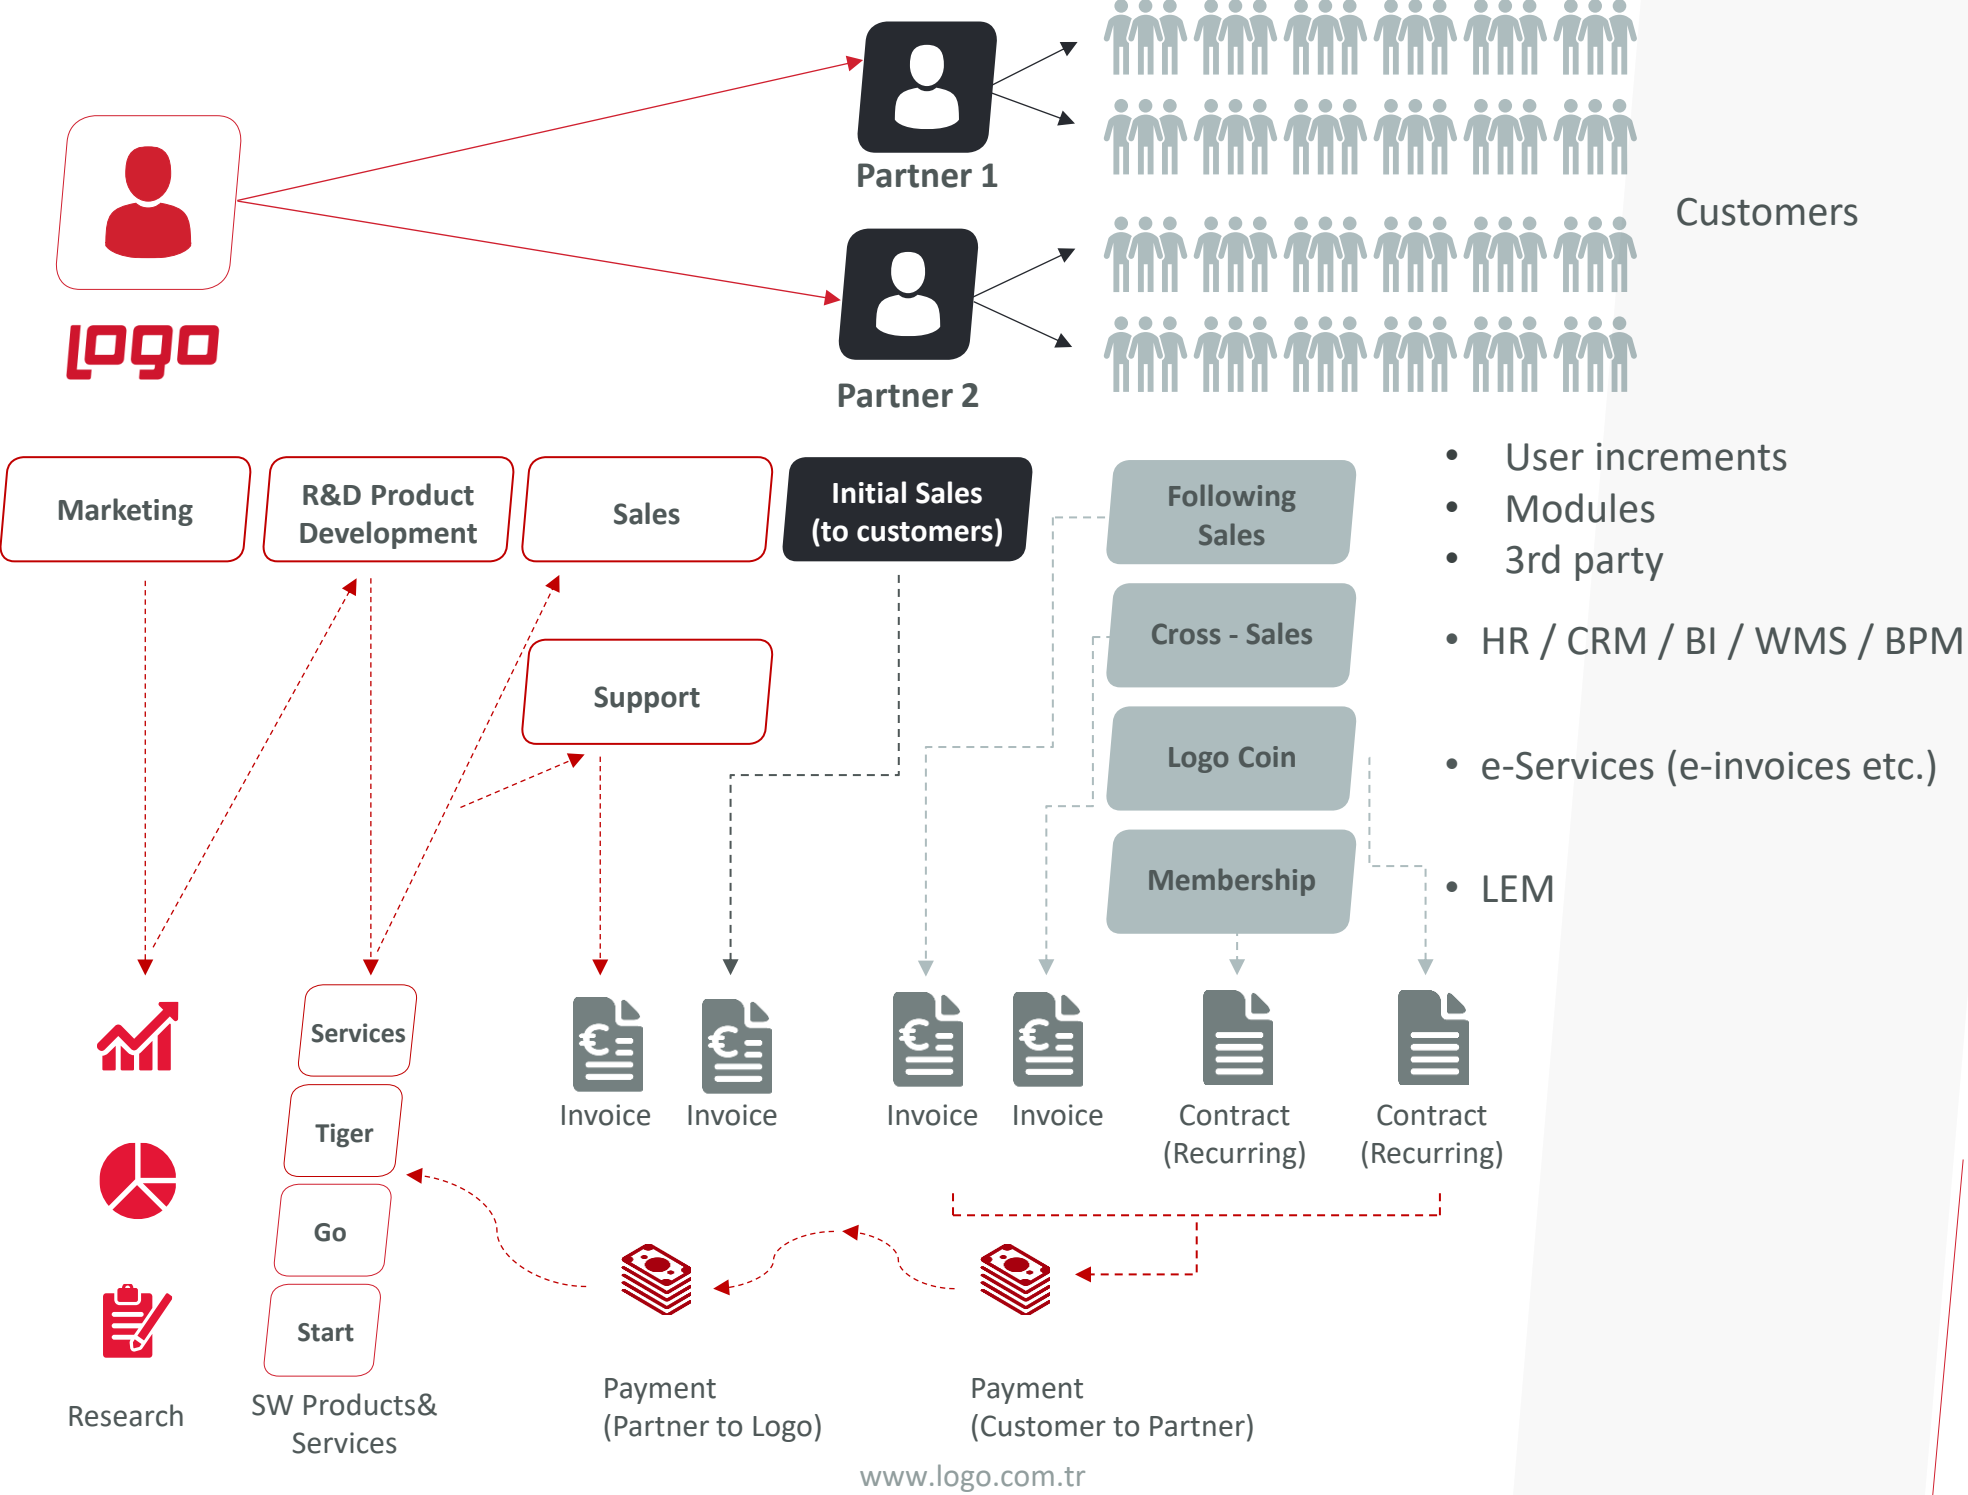 Partner 1
Customers
logo
Partner 2
Marketing
R&D Product
Development
Sales
Initial Sales
(to customers)
Following
Sales
• User increments
• Modules
• 3rd party
Support
Cross - Sales
• HR / CRM / BI / WMS / BPM
Logo Coin
• e-Services (e-invoices etc.)
Membership
• LEM
Services
Tiger
Go
Start
Invoice
Invoice
Invoice
Invoice
Contract
(Recurring)
Contract
(Recurring)
Research
SW Products&
Services
Payment
(Partner to Logo)
Payment
(Customer to Partner)
www.logo.com.tr